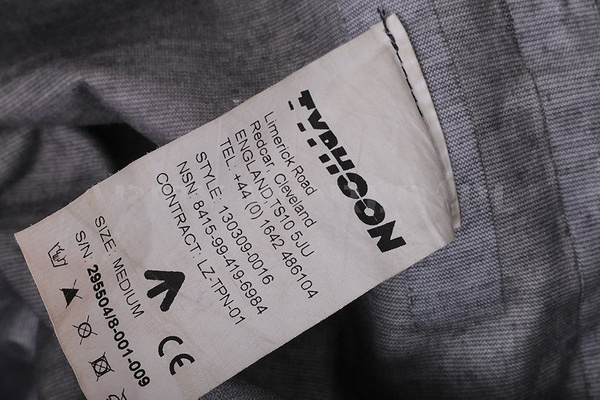 TYPHOON
Limerick Road
Redcar, Cleveland
ENGLAND TS10 5JU
TEL: +44 (0) 1642 486104
STYLE: 130309-0016
NSN: 8415-99-419-6984
CONTRACT: LZ-TPN-01
CE
SIZE: MEDIUM
S/N: 295504/8-001-009